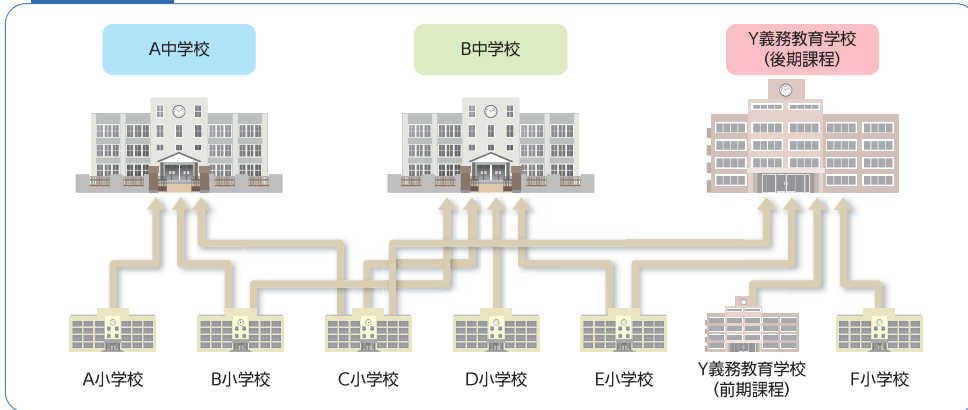 A中学校
B中学校
Y義務教育学校
(後期課程)
A小学校
B小学校
C小学校
D小学校
E小学校
Y義務教育学校
(前期課程)
F小学校